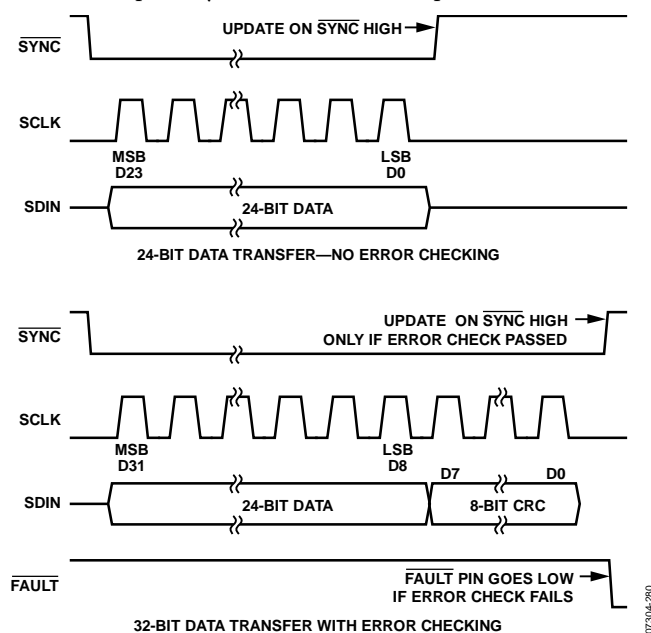 UPDATE ON SYNC HIGH
SYNC
SCLK
MSB
D23
LSB
D0
SDIN
24-BIT DATA
24-BIT DATA TRANSFER—NO ERROR CHECKING
UPDATE ON SYNC HIGH
ONLY IF ERROR CHECK PASSED
SYNC
SCLK
MSB
D31
LSB
D8
D7
D0
SDIN
24-BIT DATA
8-BIT CRC
FAULT
FAULT PIN GOES LOW
IF ERROR CHECK FAILS
32-BIT DATA TRANSFER WITH ERROR CHECKING
07304-280